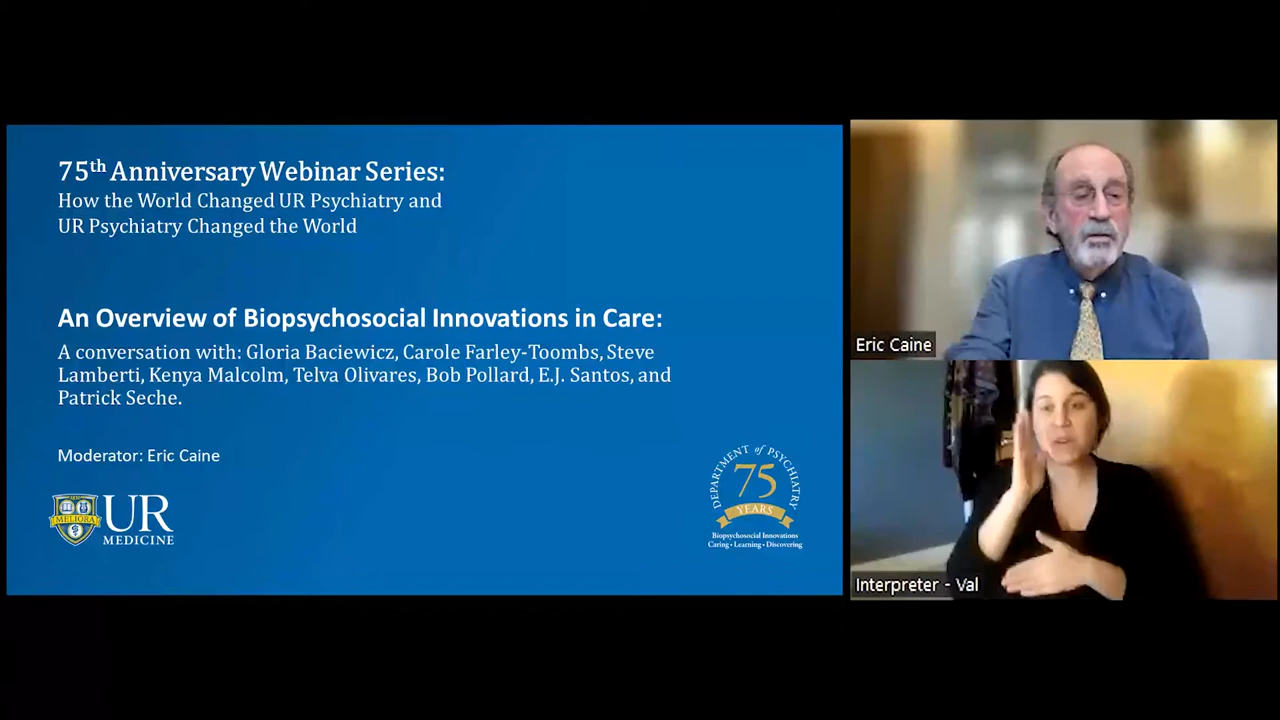 75th Anniversary Webinar Series:
How the World Changed UR Psychiatry and
UR Psychiatry Changed the World
An Overview of Biopsychosocial Innovations in Care:
A conversation with: Gloria Baciewicz, Carole Farley-Toombs, Steve
Lamberti, Kenya Malcolm, Telva Olivares, Bob Pollard, E.J. Santos, and
Patrick Seche.
Moderator: Eric Caine
MELIORA
UR
MEDICINE
DEPARTMENT of PSYCHIATRY
75
YEARS
Biopsychosocial Innovations
Caring • Learning • Discovering
Eric Caine
Interpreter - Val